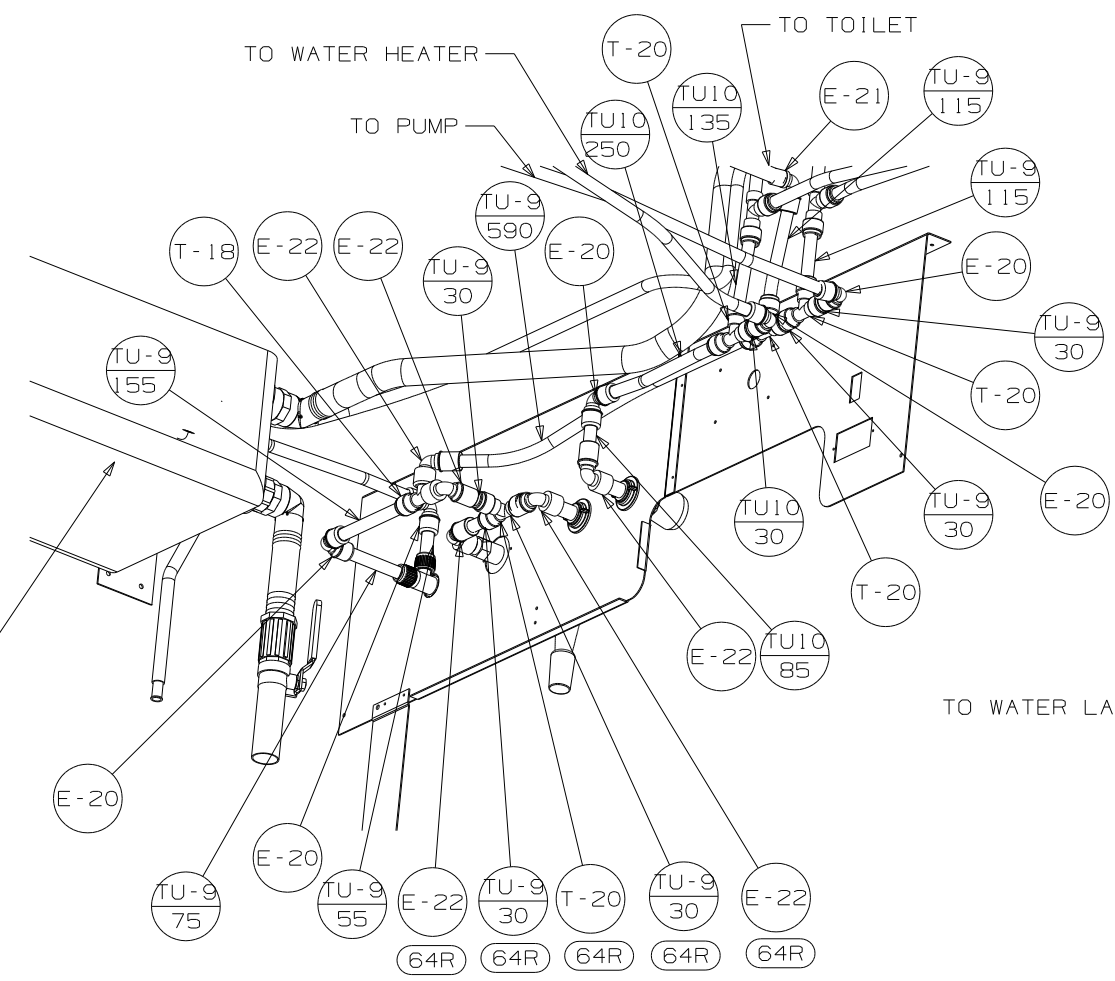 TO TOILET
T-20
TO WATER HEATER
TU-9
115
TU10
135
E-21
TO PUMP
TU10
250
TU-9
115
TU-9
590
T-18
E-22
E-22
E-20
TU-9
30
E-20
TU-9
30
TU-9
155
T-20
E-20
TU10
30
TU-9
30
T-20
E-22
TU10
85
TO WATER LA
E-20
E-20
TU-9
75
TU-9
55
E-22
TU-9
30
T-20
TU-9
30
E-22
64R
64R
64R
64R
64R